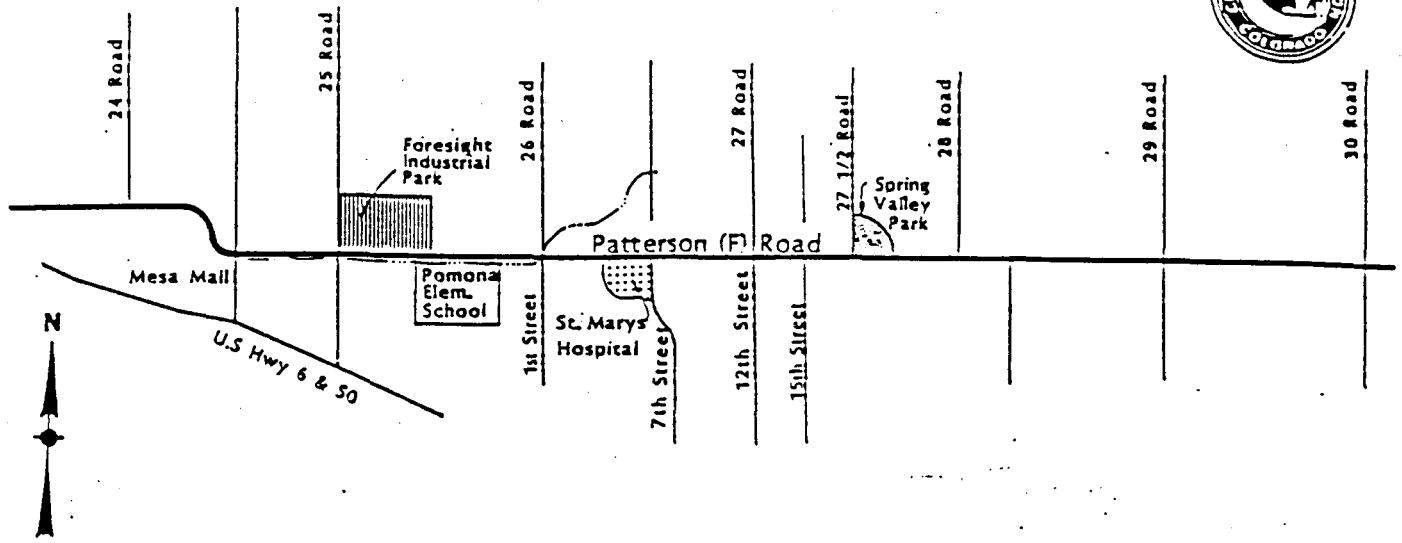 COLORADO
24 Road
25 Road
26 Road
27 Road
27 1/2 Road
28 Road
29 Road
30 Road
Foresight
Industrial
Park
Spring
Valley
Park
Patterson (F) Road
Mesa Mall
Pomona
Elem.
School
1st Street
St. Marys
Hospital
7th Street
12th Street
15th Street
U.S Hwy 6 & 50
N